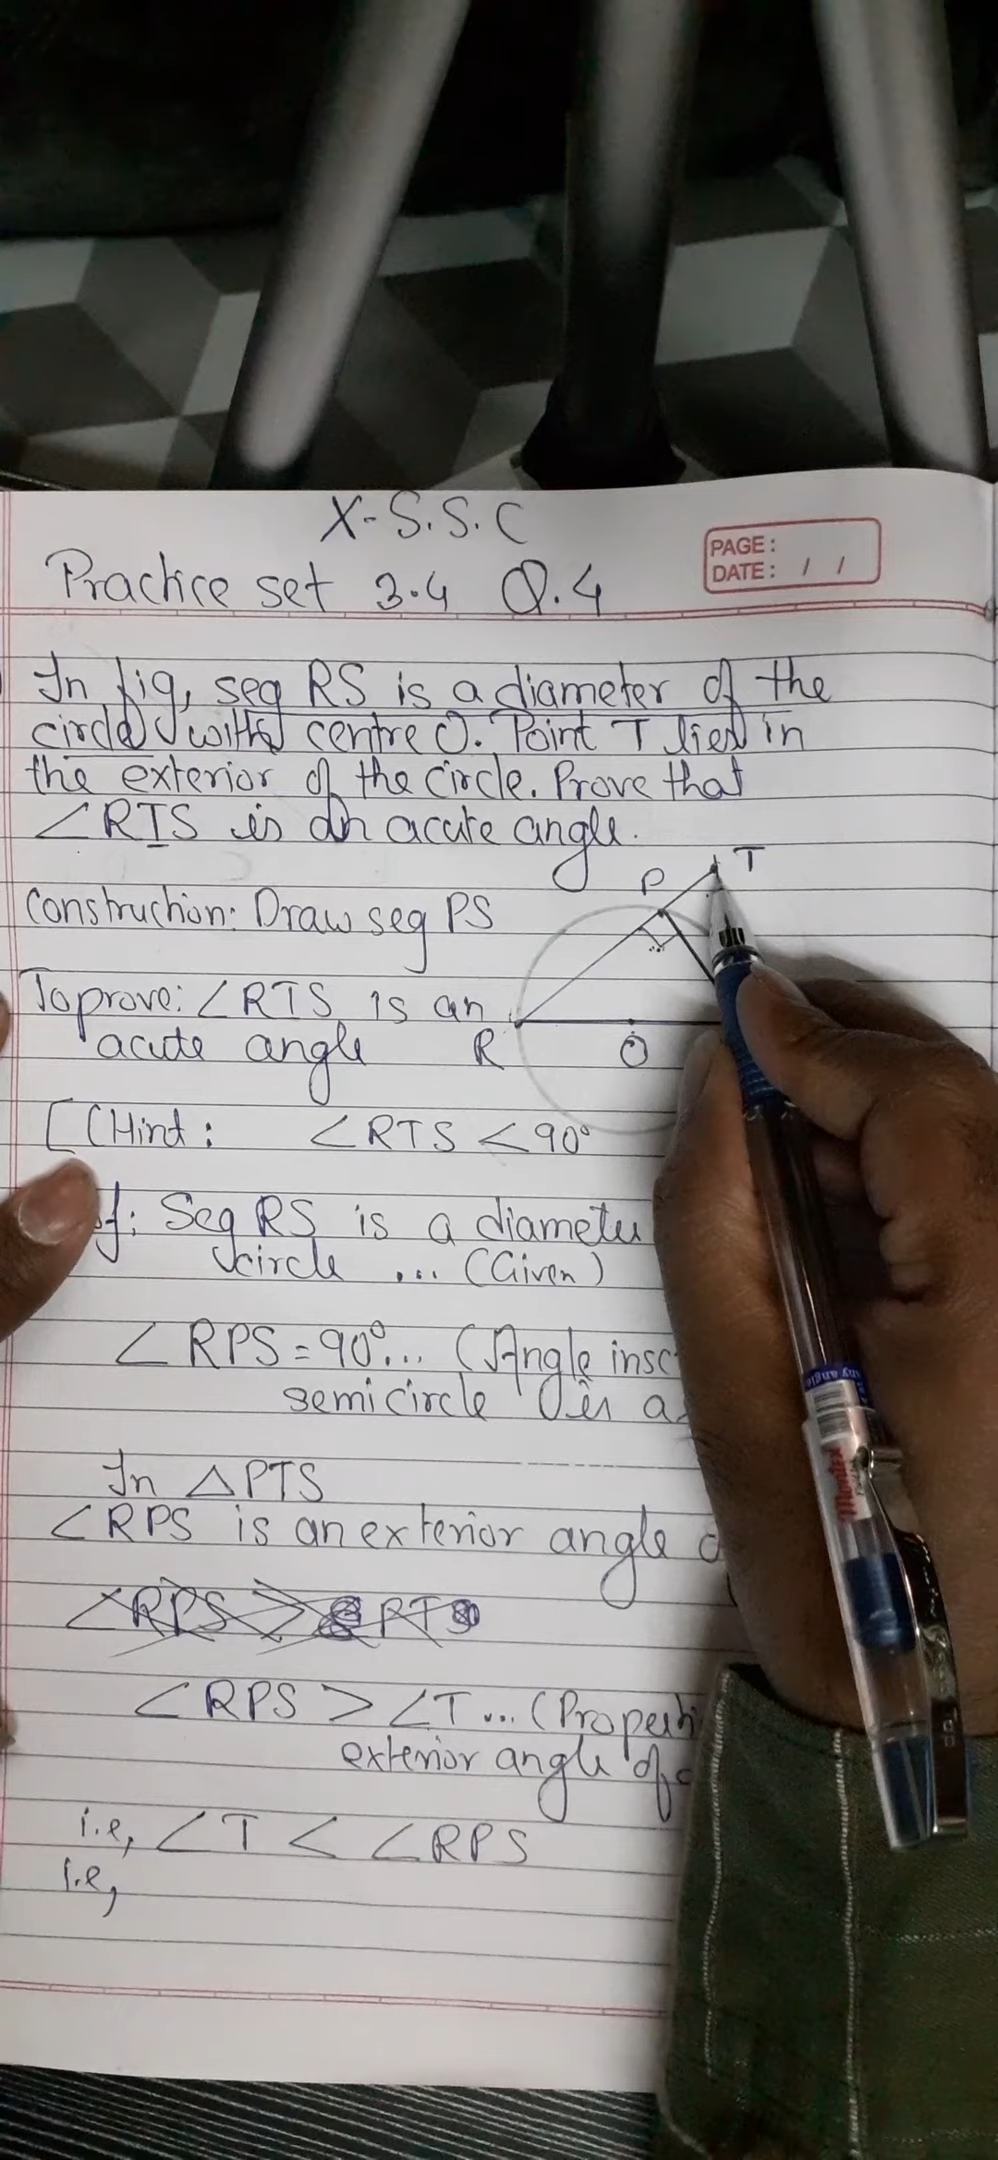 X-S.S.C
Practice set 3.4 Q.4
PAGE:
DATE: / /
In fig, seg RS is a diameter of the
circle with centre O. Point T lies in
the exterior of the circle. Prove that
∠RTS is an acute angle.
T
P
Construction: Draw seg PS
To prove: ∠RTS is an
acute angle
R
O
[(Hint: ∠RTS < 90°
f: Seg RS is a diamete
circle ... (Given)
∠RPS = 90°... (Angle insc
semicircle is a
In △PTS
∠RPS is an exterior angle
∠RPS > ∠T... (Properti
exterior angle of
i.e, ∠T < ∠RPS
i.e,
Montex